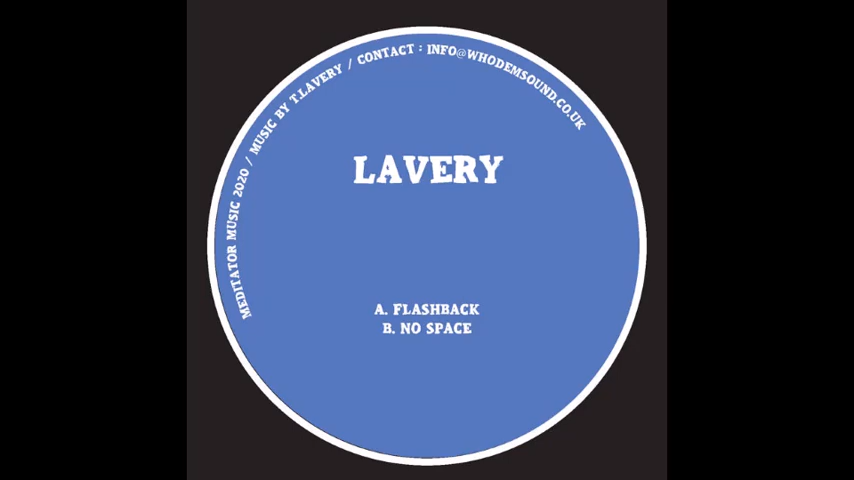 MEDITATOR MUSIC 2020 / MUSIC BY T.LAVERY / CONTACT : INFO@WHODEMSOUND.CO.UK
LAVERY
A. FLASHBACK
B. NO SPACE